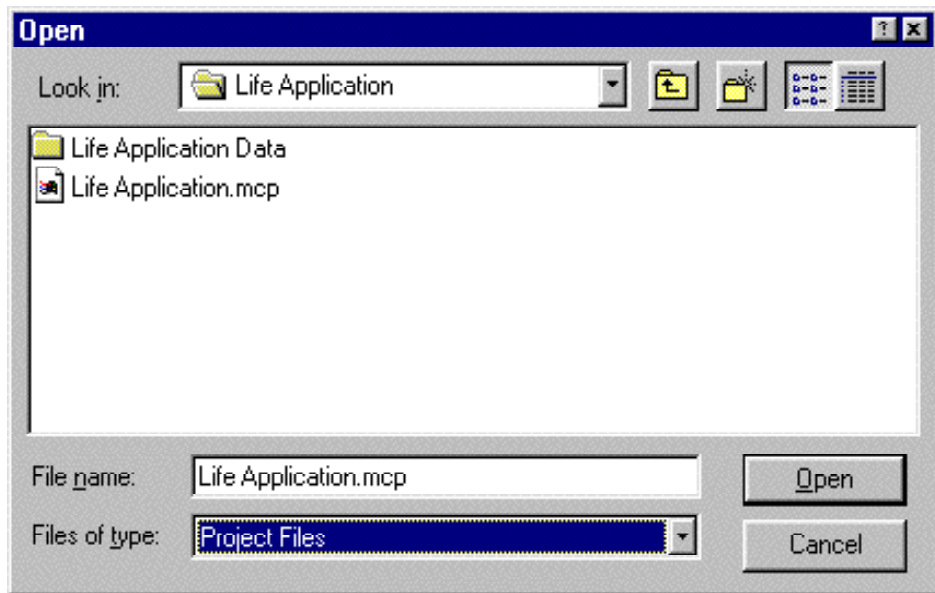 Open
Look in: Life Application
Life Application Data
Life Application.mcp
File name: Life Application.mcp Open
Files of type: Project Files Cancel